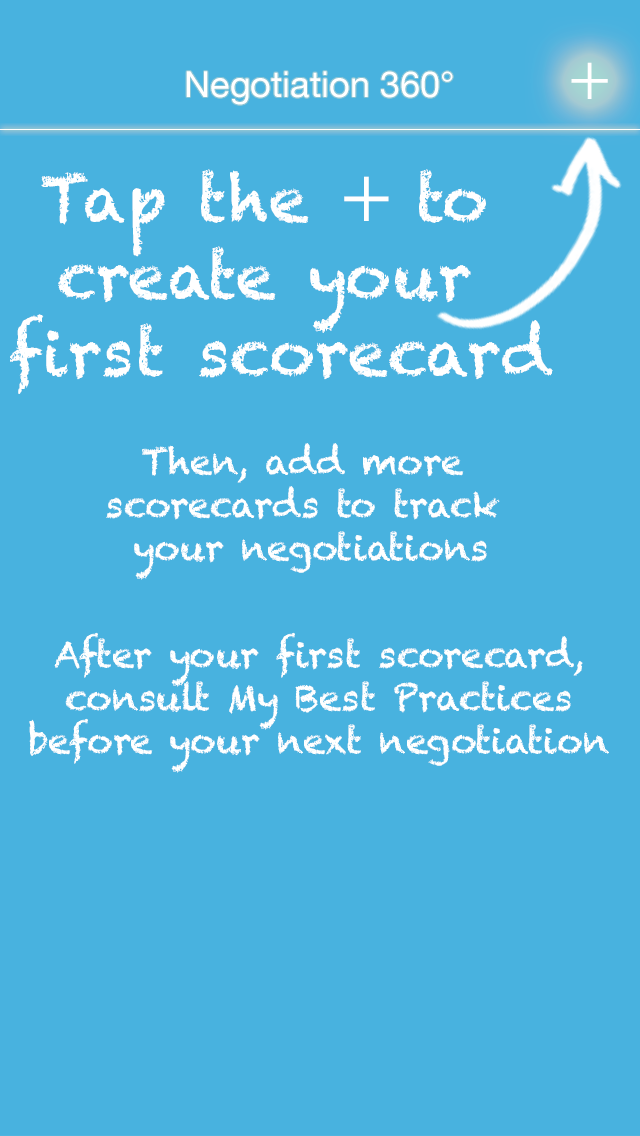 Negotiation 360°
+
Tap the + to
create your
first scorecard
Then, add more
scorecards to track
your negotiations
After your first scorecard,
consult My Best Practices
before your next negotiation